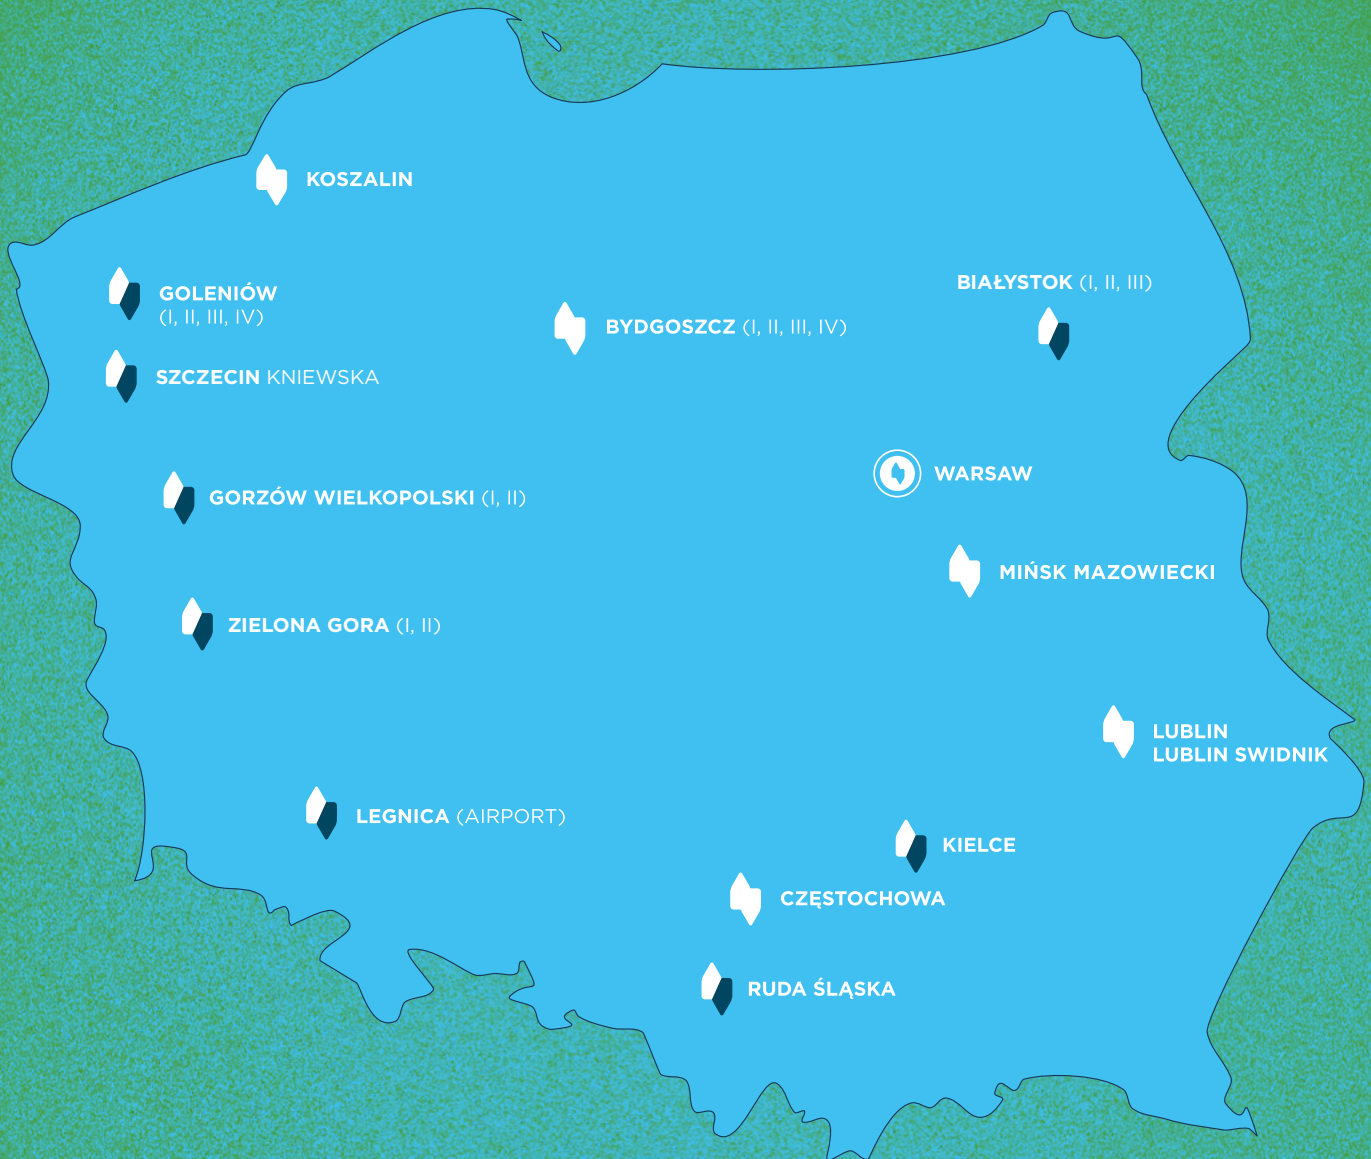 KOSZALIN
BIAŁYSTOK (I, II, III)
GOLENIÓW
(I, II, III, IV)
BYDGOSZCZ (I, II, III, IV)
SZCZECIN KNIEWSKA
WARSAW
GORZÓW WIELKOPOLSKI (I, II)
MIŃSK MAZOWIECKI
ZIELONA GORA (I, II)
LUBLIN
LUBLIN SWIDNIK
LEGNICA (AIRPORT)
KIELCE
CZĘSTOCHOWA
RUDA ŚLĄSKA